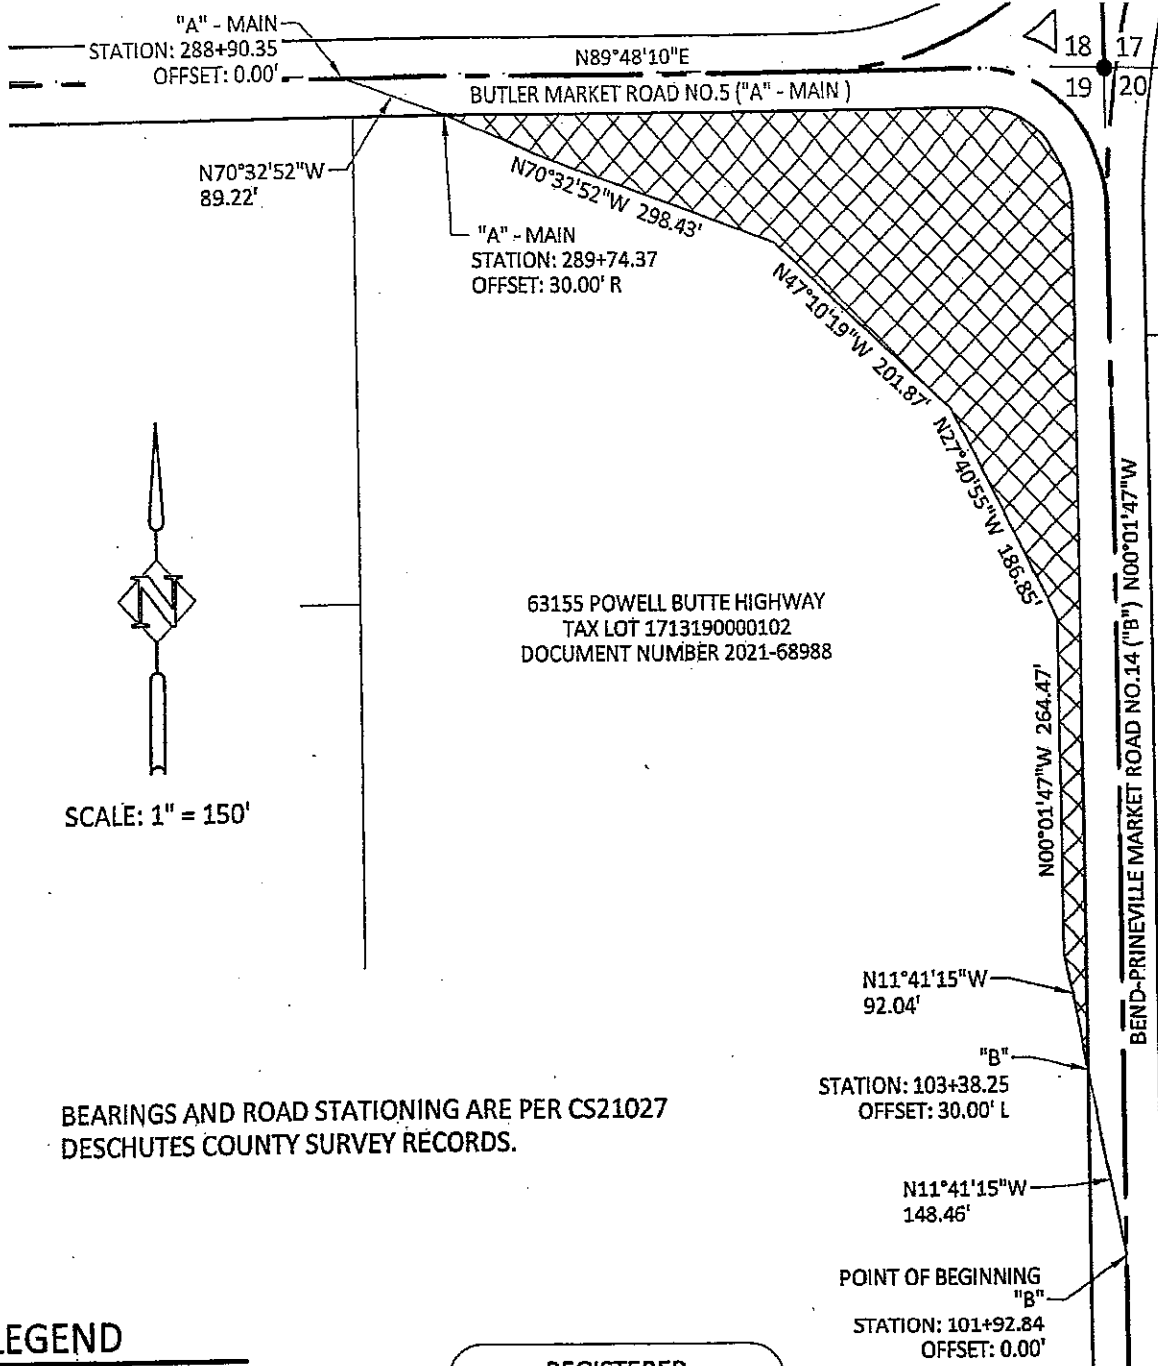 "A" - MAIN
STATION: 288+90.35
OFFSET: 0.00'
N89°48'10"E
BUTLER MARKET ROAD NO.5 ("A" - MAIN )
18 17
19 20
N70°32'52"W
89.22'
N70°32'52"W 298.43'
"A" - MAIN
STATION: 289+74.37
OFFSET: 30.00' R
N47°10'19"W 201.87'
N27°40'55"W 186.85'
N
SCALE: 1" = 150'
63155 POWELL BUTTE HIGHWAY
TAX LOT 1713190000102
DOCUMENT NUMBER 2021-68988
N00°01'47"W 264.47'
BEND-PRINEVILLE MARKET ROAD NO.14 ("B") N00°01'47"W
N11°41'15"W
92.04'
"B"
STATION: 103+38.25
OFFSET: 30.00' L
BEARINGS AND ROAD STATIONING ARE PER CS21027
DESCHUTES COUNTY SURVEY RECORDS.
N11°41'15"W
148.46'
POINT OF BEGINNING
"B"
STATION: 101+92.84
OFFSET: 0.00'
LEGEND
REGISTERED